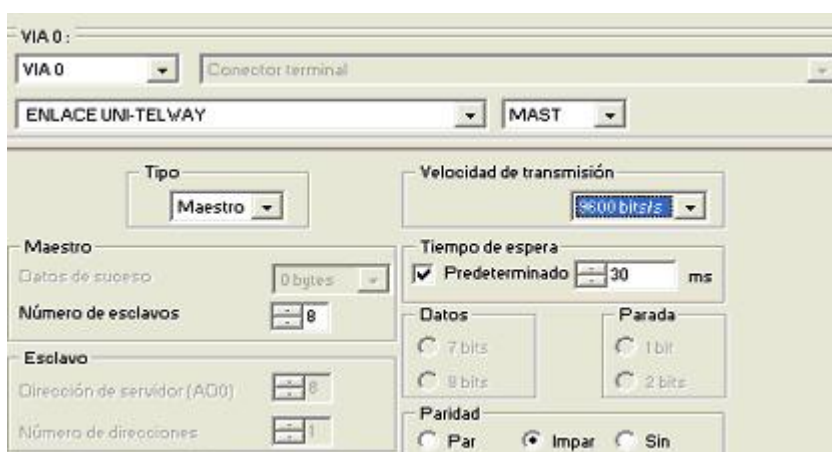 VIA 0 :
VIA 0 Conector terminal
ENLACE UNI-TELWAY MAST
Tipo
Maestro
Velocidad de transmisión
9600 bits/s
Maestro
Datos de suceso 0 bytes
Número de esclavos 8
Tiempo de espera
Predeterminado 30 ms
Datos
7 bits
8 bits
Parada
1 bit
2 bits
Esclavo
Dirección de servidor (AD0) 8
Número de direcciones 1
Paridad
Par Impar Sin